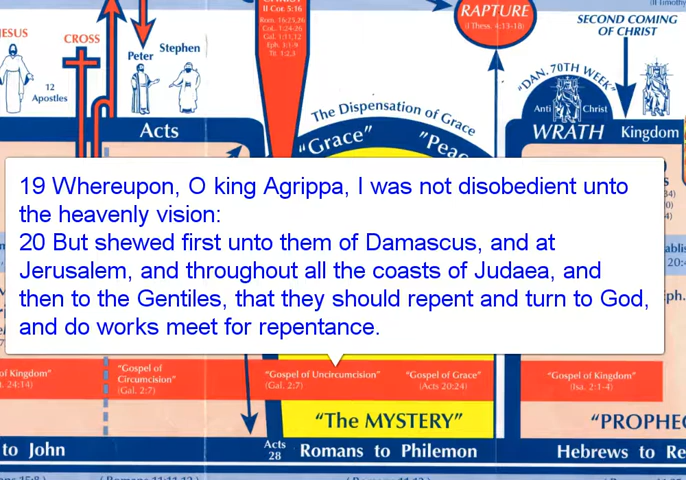 CHRIST
II Cor. 5:16
Rom. 16:25,26
Col. 1:24-26
Gal. 1:11,12
Eph. 3:1-9
RAPTURE
(I Thess. 4:13-18)
SECOND COMING
OF CHRIST
JESUS
CROSS
Peter
Stephen
12
Apostles
"DAN. 70TH WEEK"
Anti
Christ
The Dispensation of Grace
Acts
"Grace"
WRATH
Kingdom
19 Whereupon, O king Agrippa, I was not disobedient unto
the heavenly vision:
20 But shewed first unto them of Damascus, and at
Jerusalem, and throughout all the coasts of Judaea, and
then to the Gentiles, that they should repent and turn to God,
and do works meet for repentance.
of Kingdom"
24:14)
"Gospel of
Circumcision"
(Gal. 2:7)
"Gospel of Uncircumcision"
(Gal. 2:7)
"Gospel of Grace"
(Acts 20:24)
"Gospel of Kingdom"
(Isa. 2:1-4)
"The MYSTERY"
"PROPHE
to John
Acts
28
Romans to Philemon
Hebrews to Re